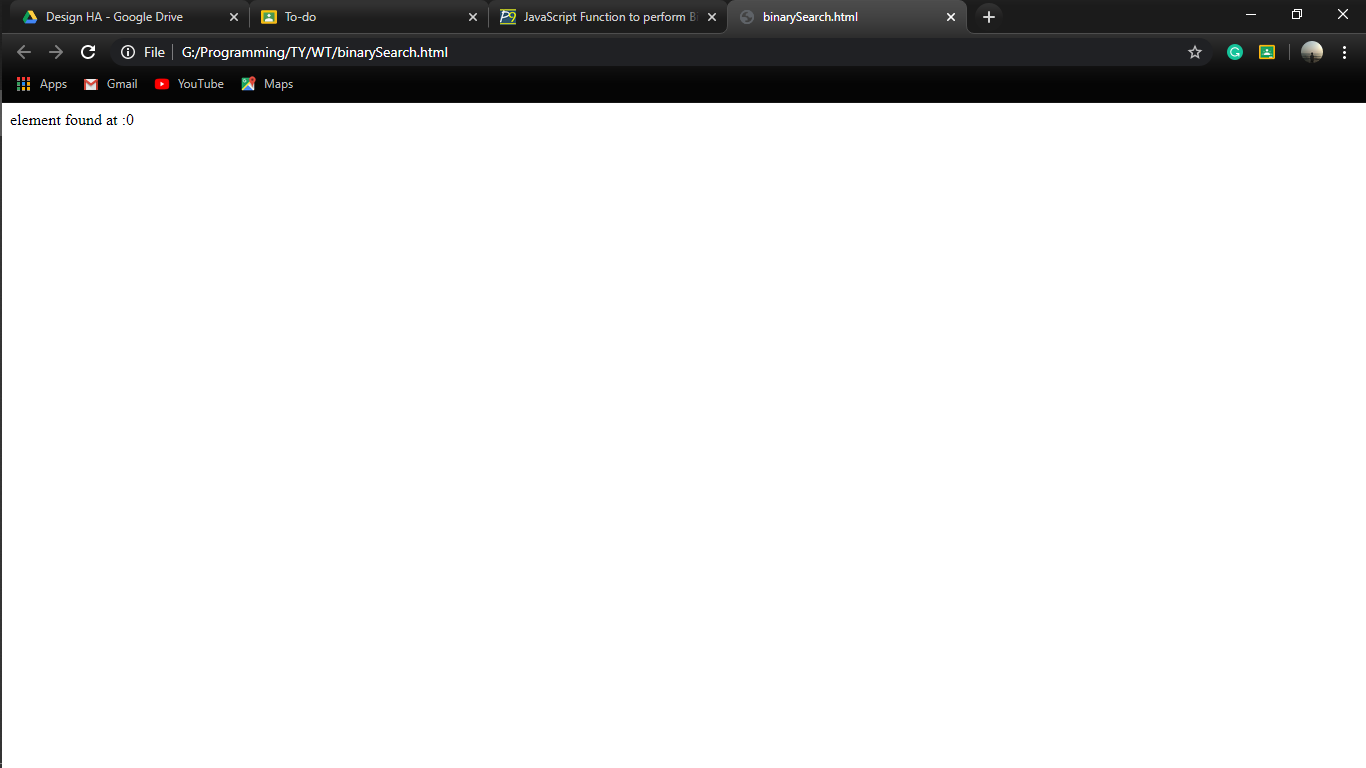 Design HA - Google Drive
To-do
JavaScript Function to perform B
binarySearch.html
File
G:/Programming/TY/WT/binarySearch.html
Apps
Gmail
YouTube
Maps
element found at :0